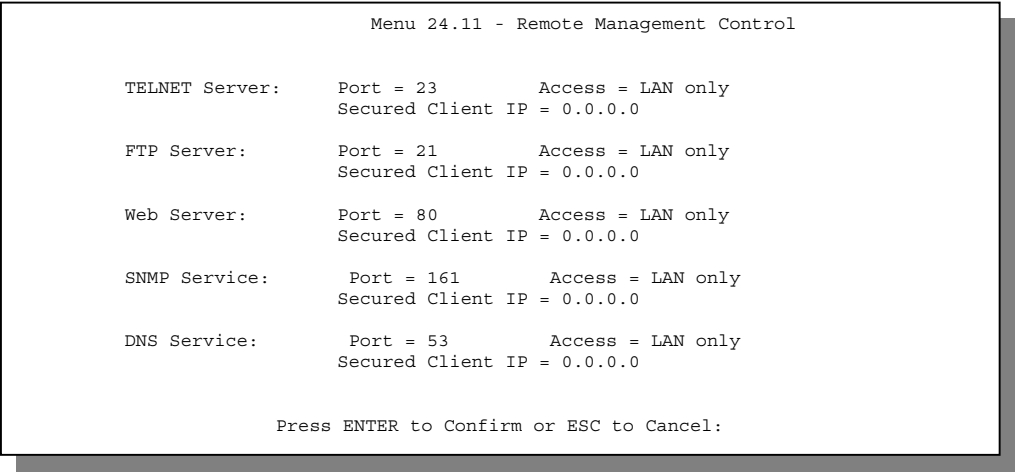 Menu 24.11 - Remote Management Control
TELNET Server: Port = 23 Access = LAN only
Secured Client IP = 0.0.0.0
FTP Server: Port = 21 Access = LAN only
Secured Client IP = 0.0.0.0
Web Server: Port = 80 Access = LAN only
Secured Client IP = 0.0.0.0
SNMP Service: Port = 161 Access = LAN only
Secured Client IP = 0.0.0.0
DNS Service: Port = 53 Access = LAN only
Secured Client IP = 0.0.0.0
Press ENTER to Confirm or ESC to Cancel: